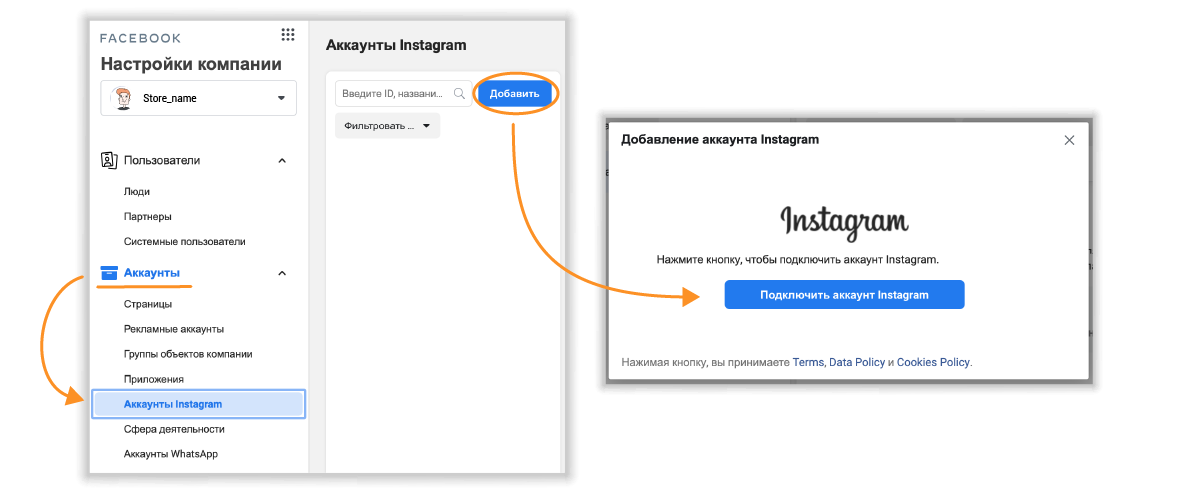 FACEBOOK
Настройки компании
Store_name
Пользователи
Люди
Партнеры
Системные пользователи
Аккаунты
Страницы
Рекламные аккаунты
Группы объектов компании
Приложения
Аккаунты Instagram
Сфера деятельности
Аккаунты WhatsApp
Аккаунты Instagram
Введите ID, названи...
Добавить
Фильтровать ...
Добавление аккаунта Instagram
Instagram
Нажмите кнопку, чтобы подключить аккаунт Instagram.
Подключить аккаунт Instagram
Нажимая кнопку, вы принимаете Terms, Data Policy и Cookies Policy.